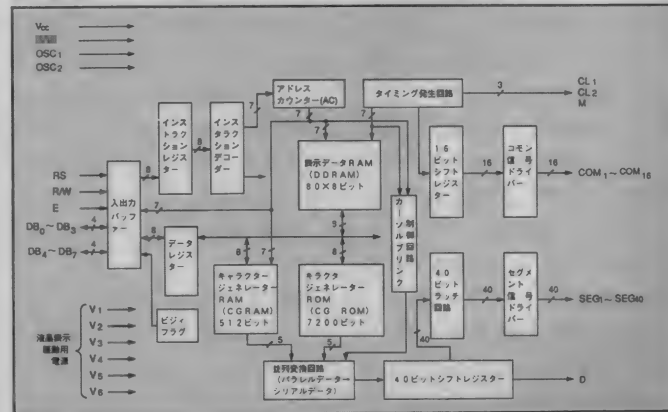 Vcc
OSC1
OSC2
RS
R/W
E
DB0〜DB3
DB4〜DB7
4
4
入出力
バッファー
8
インストラクションレジスター
8
インスタラクションデコーダー
7
アドレス
カウンター(AC)
7
7
タイミング発生回路
7
3
CL1
CL2
M
表示データRAM
(DDRAM)
80×8ビット
16
ビット
シフト
レジスター
16
コモン
信号
ドライバー
16
COM1〜COM16
7
8
データ
レジスター
8
7
9
8
カーソルブリンク
制御回路
キャラクター
ジェネレーター
RAM
(CGRAM)
512ビット
キラクタ
ジェネレーター
ROM
(CG ROM)
7200ビット
40
ビット
ラッチ
回路
40
セグメント
信号
ドライバー
40
SEG1〜SEG40
ビジィ
フラグ
液晶表示
駆動用
電源
V1
V2
V3
V4
V5
V6
5
5
40
並列変換回路
(パラレルデーター
シリアルデータ)
40ビットシフトレジスター
D